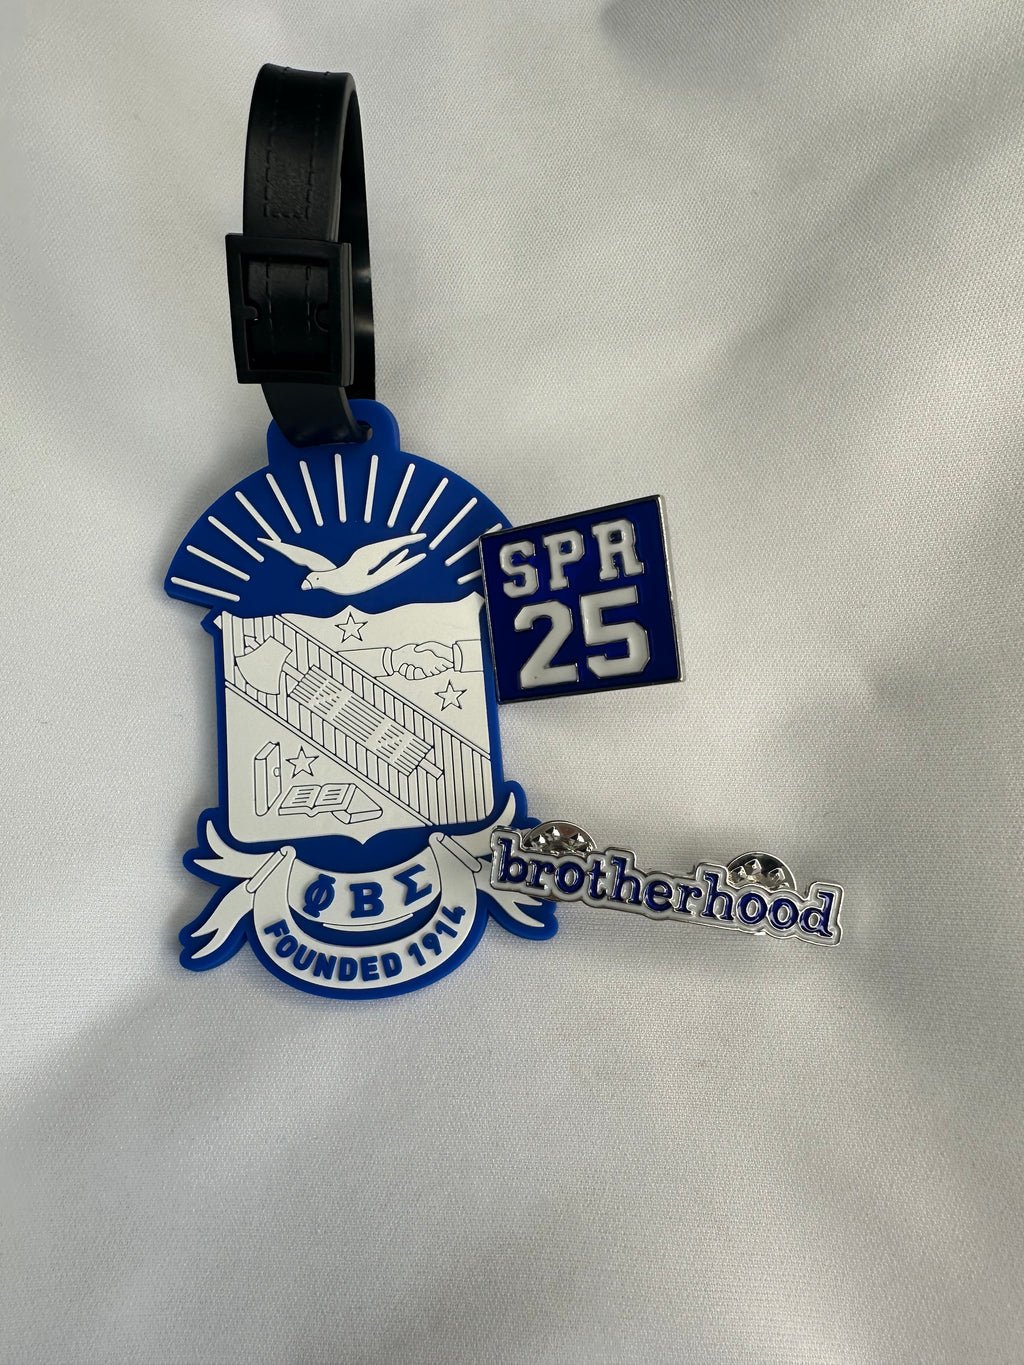 SPR
25
brotherhood
ΦΒΣ
FOUNDED 1914